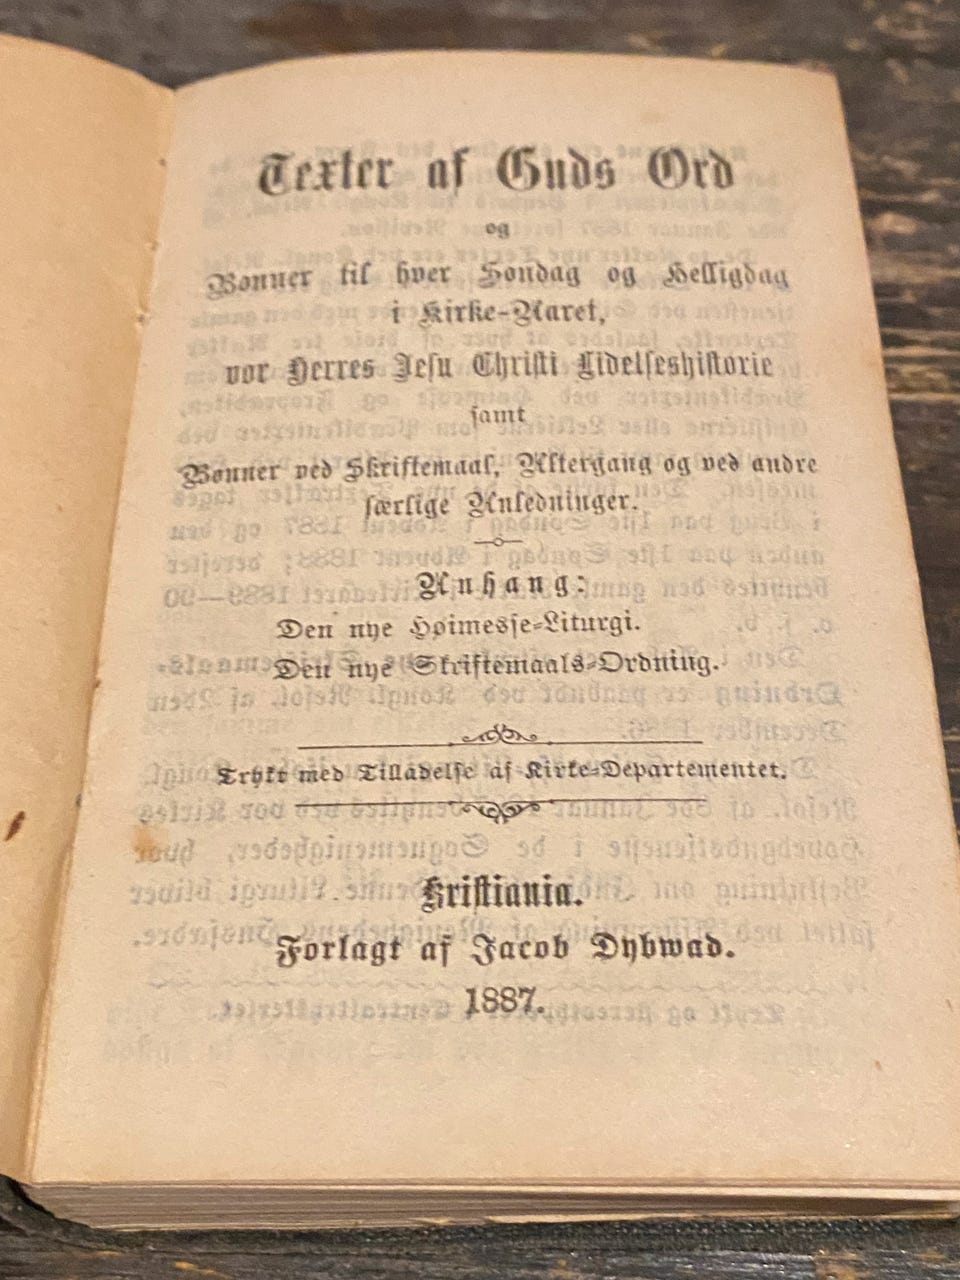 Texter af Guds Ord
og
Bønner til hver Søndag og Helligdag
i Kirke-Aaret,
vor Herres Jesu Christi Lidelseshistorie
samt
Bønner ved Skriftemaal, Altergang og ved andre
særlige Anledninger.
Anhang:
Den nye Høimesse-Liturgi.
Den nye Skriftemaals-Ordning.
Trykt med Tilladelse af Kirke-Departementet.
Kristiania.
Forlagt af Jacob Dybwad.
1887.